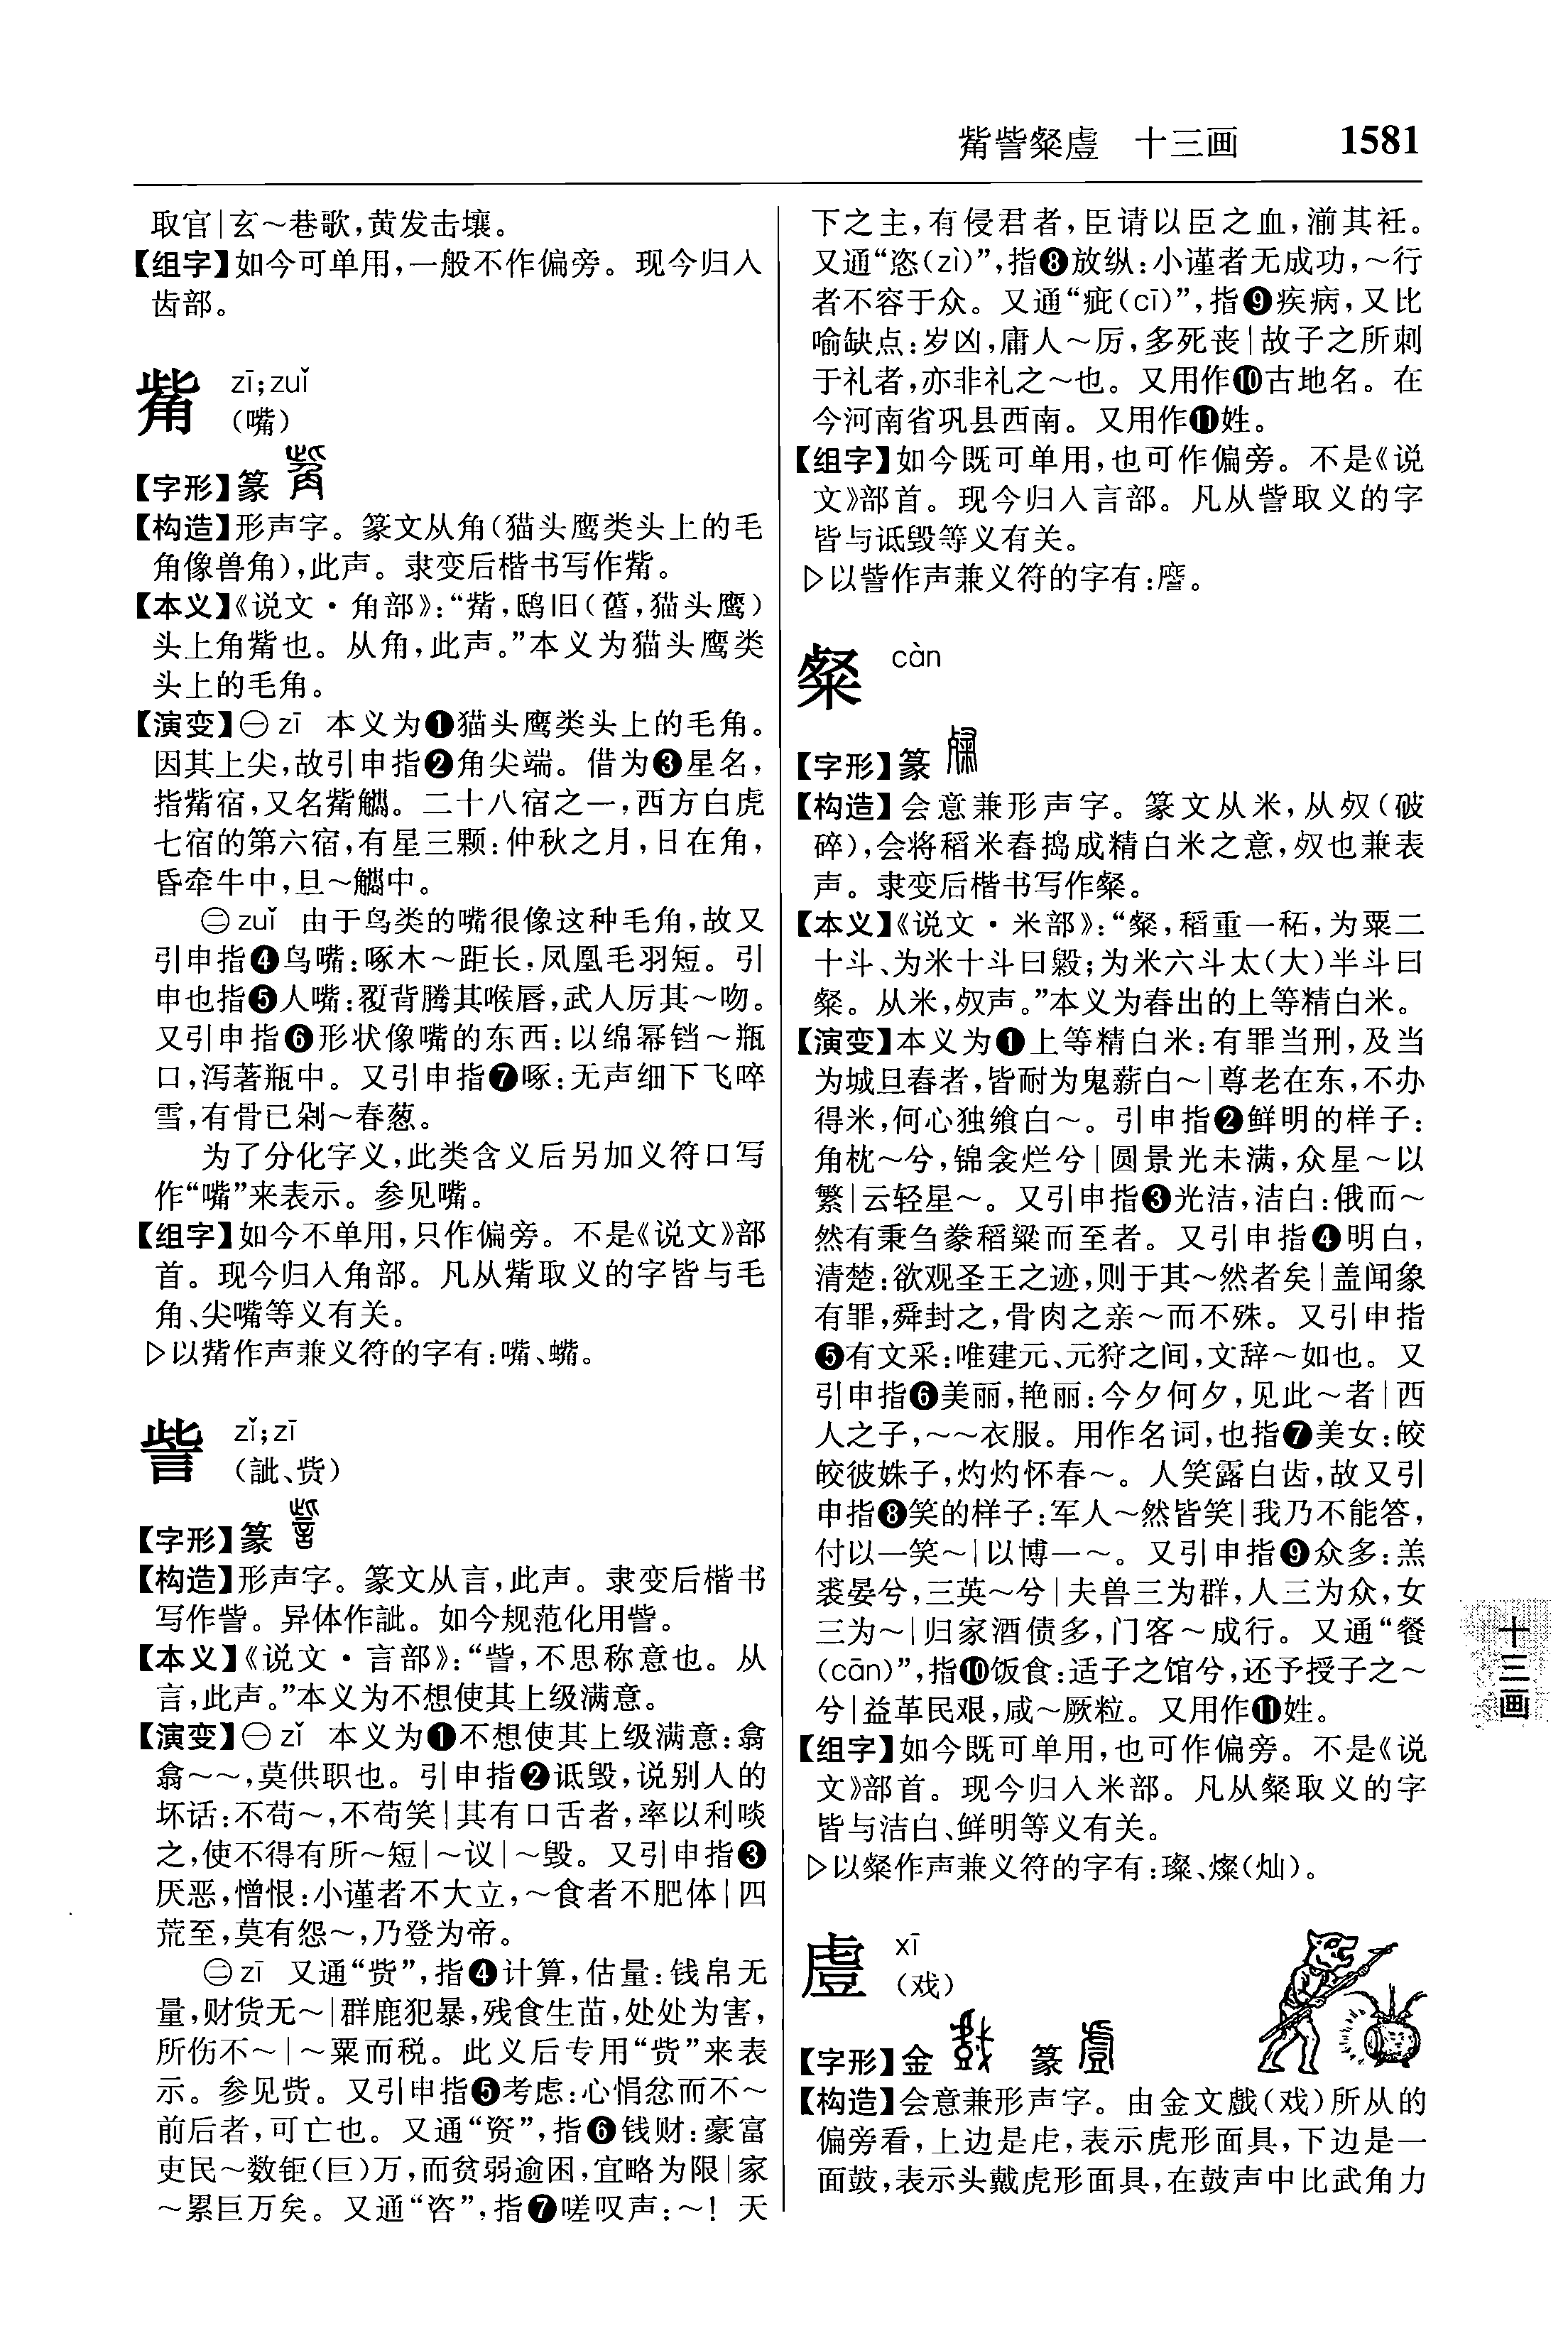 觜訾粲虘 十三画 1581
取官|玄～巷歌,黄发击壤。
【组字】如今可单用,一般不作偏旁。现今归入
齿部。
觜 zī;zuǐ
(嘴)
【字形】篆
【构造】形声字。篆文从角(猫头鹰类头上的毛
角像兽角),此声。隶变后楷书写作觜。
【本义】《说文·角部》:“觜,鸱旧(舊,猫头鹰)
头上角觜也。从角,此声。”本义为猫头鹰类
头上的毛角。
【演变】㊀zī 本义为❶猫头鹰类头上的毛角。
因其上尖,故引申指❷角尖端。借为❸星名,
指觜宿,又名觜觿。二十八宿之一,西方白虎
七宿的第六宿,有星三颗:仲秋之月,日在角,
昏牵牛中,旦～觿中。
㊁zuǐ 由于鸟类的嘴很像这种毛角,故又
引申指❹鸟嘴:啄木～距长,凤凰毛羽短。引
申也指❺人嘴:覆背腾其喉唇,武人厉其～吻。
又引申指❻形状像嘴的东西:以绵幂铛～瓶
口,泻著瓶中。又引申指❼啄:无声细下飞碎
雪,有骨已剁～春葱。
为了分化字义,此类含义后另加义符口写
作“嘴”来表示。参见嘴。
【组字】如今不单用,只作偏旁。不是《说文》部
首。现今归入角部。凡从觜取义的字皆与毛
角、尖嘴等义有关。
▷以觜作声兼义符的字有:嘴、蟕。
訾 zǐ;zī
(訿、赀)
【字形】篆
【构造】形声字。篆文从言,此声。隶变后楷书
写作訾。异体作訿。如今规范化用訾。
【本义】《说文·言部》:“訾,不思称意也。从
言,此声。”本义为不想使其上级满意。
【演变】㊀zǐ 本义为❶不想使其上级满意:翕
翕～～,莫供职也。引申指❷诋毁,说别人的
坏话:不苟～,不苟笑|其有口舌者,率以利啖
之,使不得有所～短|～议|～毁。又引申指❸
厌恶,憎恨:小谨者不大立,～食者不肥体|四
荒至,莫有怨～,乃登为帝。
㊁zī 又通“赀”,指❹计算,估量:钱帛无
量,财货无～|群鹿犯暴,残食生苗,处处为害,
所伤不～|～粟而税。此义后专用“赀”来表
示。参见赀。又引申指❺考虑:心悁忿而不～
前后者,可亡也。又通“资”,指❻钱财:豪富
吏民～数钜(巨)万,而贫弱逾困,宜略为限|家
～累巨万矣。又通“咨”,指❼嗟叹声:～!天
下之主,有侵君者,臣请以臣之血,湔其衽。
又通“恣(zì)”,指❽放纵:小谨者无成功,～行
者不容于众。又通“疵(cī)”,指❾疾病,又比
喻缺点:岁凶,庸人～厉,多死丧|故子之所刺
于礼者,亦非礼之～也。又用作❿古地名。在
今河南省巩县西南。又用作⓫姓。
【组字】如今既可单用,也可作偏旁。不是《说
文》部首。现今归入言部。凡从訾取义的字
皆与诋毁等义有关。
▷以訾作声兼义符的字有:㾹。
粲 càn
【字形】篆
【构造】会意兼形声字。篆文从米,从㕡(破
碎),会将稻米舂捣成精白米之意,㕡也兼表
声。隶变后楷书写作粲。
【本义】《说文·米部》:“粲,稻重一䄷,为粟二
十斗、为米十斗曰毇;为米六斗太(大)半斗曰
粲。从米,㕡声。”本义为舂出的上等精白米。
【演变】本义为❶上等精白米:有罪当刑,及当
为城旦舂者,皆耐为鬼薪白～|尊老在东,不办
得米,何心独飨白～。引申指❷鲜明的样子:
角枕～兮,锦衾烂兮|圆景光未满,众星～以
繁|云轻星～。又引申指❸光洁,洁白:俄而～
然有秉刍豢稻粱而至者。又引申指❹明白,
清楚:欲观圣王之迹,则于其～然者矣|盖闻象
有罪,舜封之,骨肉之亲～而不殊。又引申指
❺有文采:唯建元、元狩之间,文辞～如也。又
引申指❻美丽,艳丽:今夕何夕,见此～者|西
人之子,～～衣服。用作名词,也指❼美女:皎
皎彼姝子,灼灼怀春～。人笑露白齿,故又引
申指❽笑的样子:军人～然皆笑|我乃不能答,
付以一笑～|以博一～。又引申指❾众多:羔
裘晏兮,三英～兮|夫兽三为群,人三为众,女
三为～|归家酒债多,门客～成行。又通“餐
(cān)”,指❿饭食:适子之馆兮,还予授子之～
兮|益革民艰,咸～厥粒。又用作⓫姓。
【组字】如今既可单用,也可作偏旁。不是《说
文》部首。现今归入米部。凡从粲取义的字
皆与洁白、鲜明等义有关。
▷以粲作声兼义符的字有:璨、燦(灿)。
䖒 xī
(戏)
【字形】金 篆
【构造】会意兼形声字。由金文戲(戏)所从的
偏旁看,上边是虍,表示虎形面具,下边是一
面鼓,表示头戴虎形面具,在鼓声中比武角力
十三画